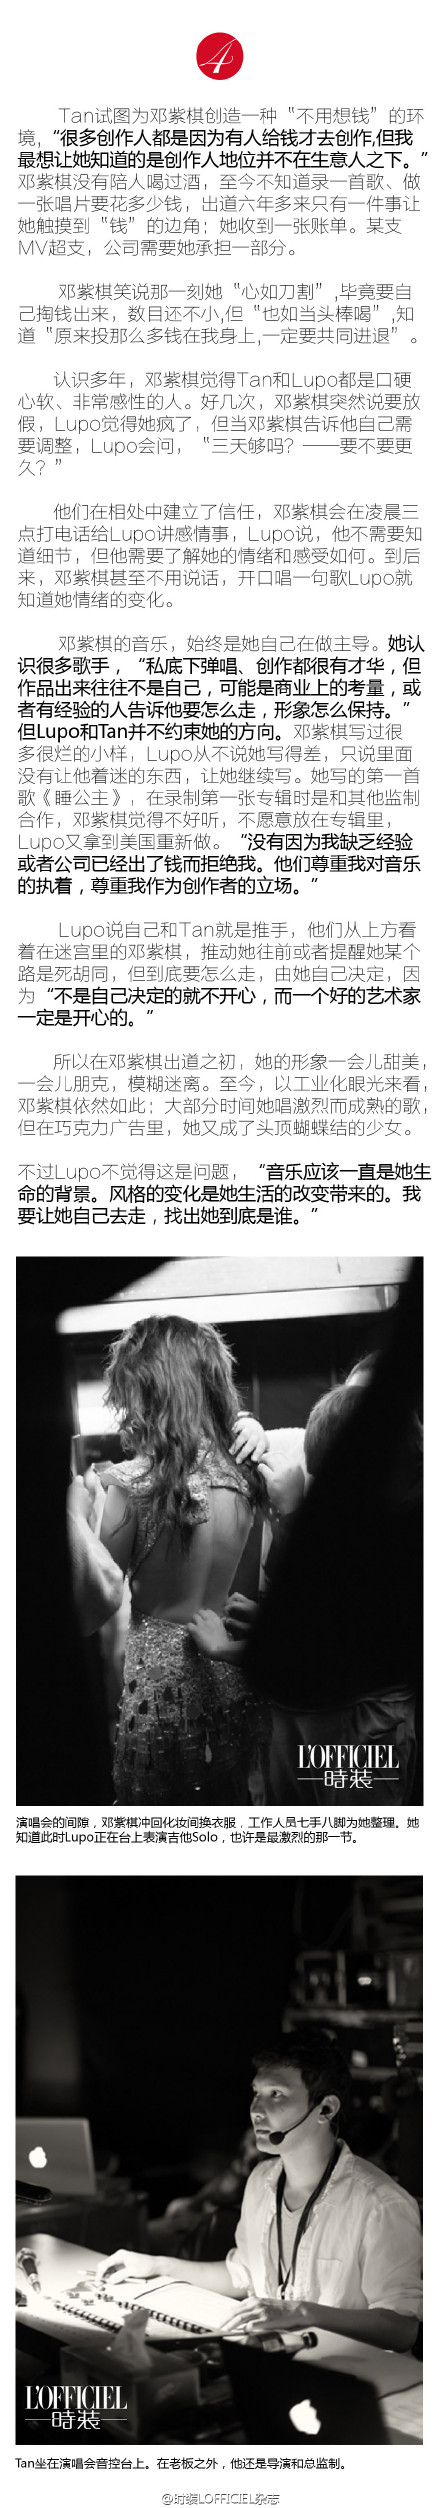 4
Tan试图为邓紫棋创造一种“不用想钱”的环
境，“很多创作人都是因为有人给钱才去创作,但我
最想让她知道的是创作人地位并不在生意人之下。”
邓紫棋没有陪人喝过酒，至今不知道录一首歌、做
一张唱片要花多少钱，出道六年多来只有一件事让
她触摸到“钱”的边角；她收到一张账单。某支
MV超支，公司需要她承担一部分。
邓紫棋笑说那一刻她“心如刀割”,毕竟要自
己掏钱出来，数目还不小,但“也如当头棒喝”,知
道“原来投那么多钱在我身上,一定要共同进退”。
认识多年，邓紫棋觉得Tan和Lupo都是口硬
心软、非常感性的人。好几次，邓紫棋突然说要放
假，Lupo觉得她疯了，但当邓紫棋告诉他自己需
要调整，Lupo会问，“三天够吗？——要不要更
久？”
他们在相处中建立了信任，邓紫棋会在凌晨三
点打电话给Lupo讲感情事，Lupo说，他不需要知
道细节，但他需要了解她的情绪和感受如何。到后
来，邓紫棋甚至不用说话，开口唱一句歌Lupo就
知道她情绪的变化。
邓紫棋的音乐，始终是她自己在做主导。她认
识很多歌手，“私底下弹唱、创作都很有才华，但
作品出来往往不是自己，可能是商业上的考量，或
者有经验的人告诉他要怎么走，形象怎么保持。”
但Lupo和Tan并不约束她的方向。邓紫棋写过很
多很烂的小样，Lupo从不说她写得差，只说里面
没有让他着迷的东西，让她继续写。她写的第一首
歌《睡公主》，在录制第一张专辑时是和其他监制
合作，邓紫棋觉得不好听，不愿意放在专辑里，
Lupo又拿到美国重新做。“没有因为我缺乏经验
或者公司已经出了钱而拒绝我。他们尊重我对音乐
的执着，尊重我作为创作者的立场。”
Lupo说自己和Tan就是推手，他们从上方看
着在迷宫里的邓紫棋，推动她往前或者提醒她某个
路是死胡同，但到底要怎么走，由她自己决定，因
为“不是自己决定的就不开心，而一个好的艺术家
一定是开心的。”
所以在邓紫棋出道之初，她的形象一会儿甜美，
一会儿朋克，模糊迷离。至今，以工业化眼光来看，
邓紫棋依然如此；大部分时间她唱激烈而成熟的歌，
但在巧克力广告里，她又成了头顶蝴蝶结的少女。
不过Lupo不觉得这是问题，“音乐应该一直是她生
命的背景。风格的变化是她生活的改变带来的。我
要让她自己去走，找出她到底是谁。”
L'OFFICIEL
時裝
演唱会的间隙，邓紫棋冲回化妆间换衣服，工作人员七手八脚为她整理。她
知道此时Lupo正在台上表演吉他Solo，也许是最激烈的那一节。
L'OFFICIEL
時裝
Tan坐在演唱会音控台上。在老板之外，他还是导演和总监制。
@时装LOFFICIEL杂志